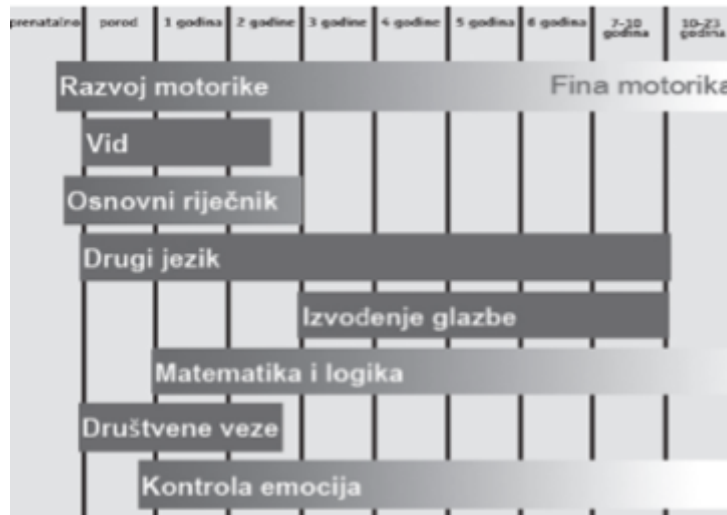 prenatalno porod 1 godina 2 godine 3 godine 4 godine 5 godina 6 godina 7-10 godina 10-23 godina
Razvoj motorike Fina motorika
Vid
Osnovni riječnik
Drugi jezik
Izvođenje glazbe
Matematika i logika
Društvene veze
Kontrola emocija